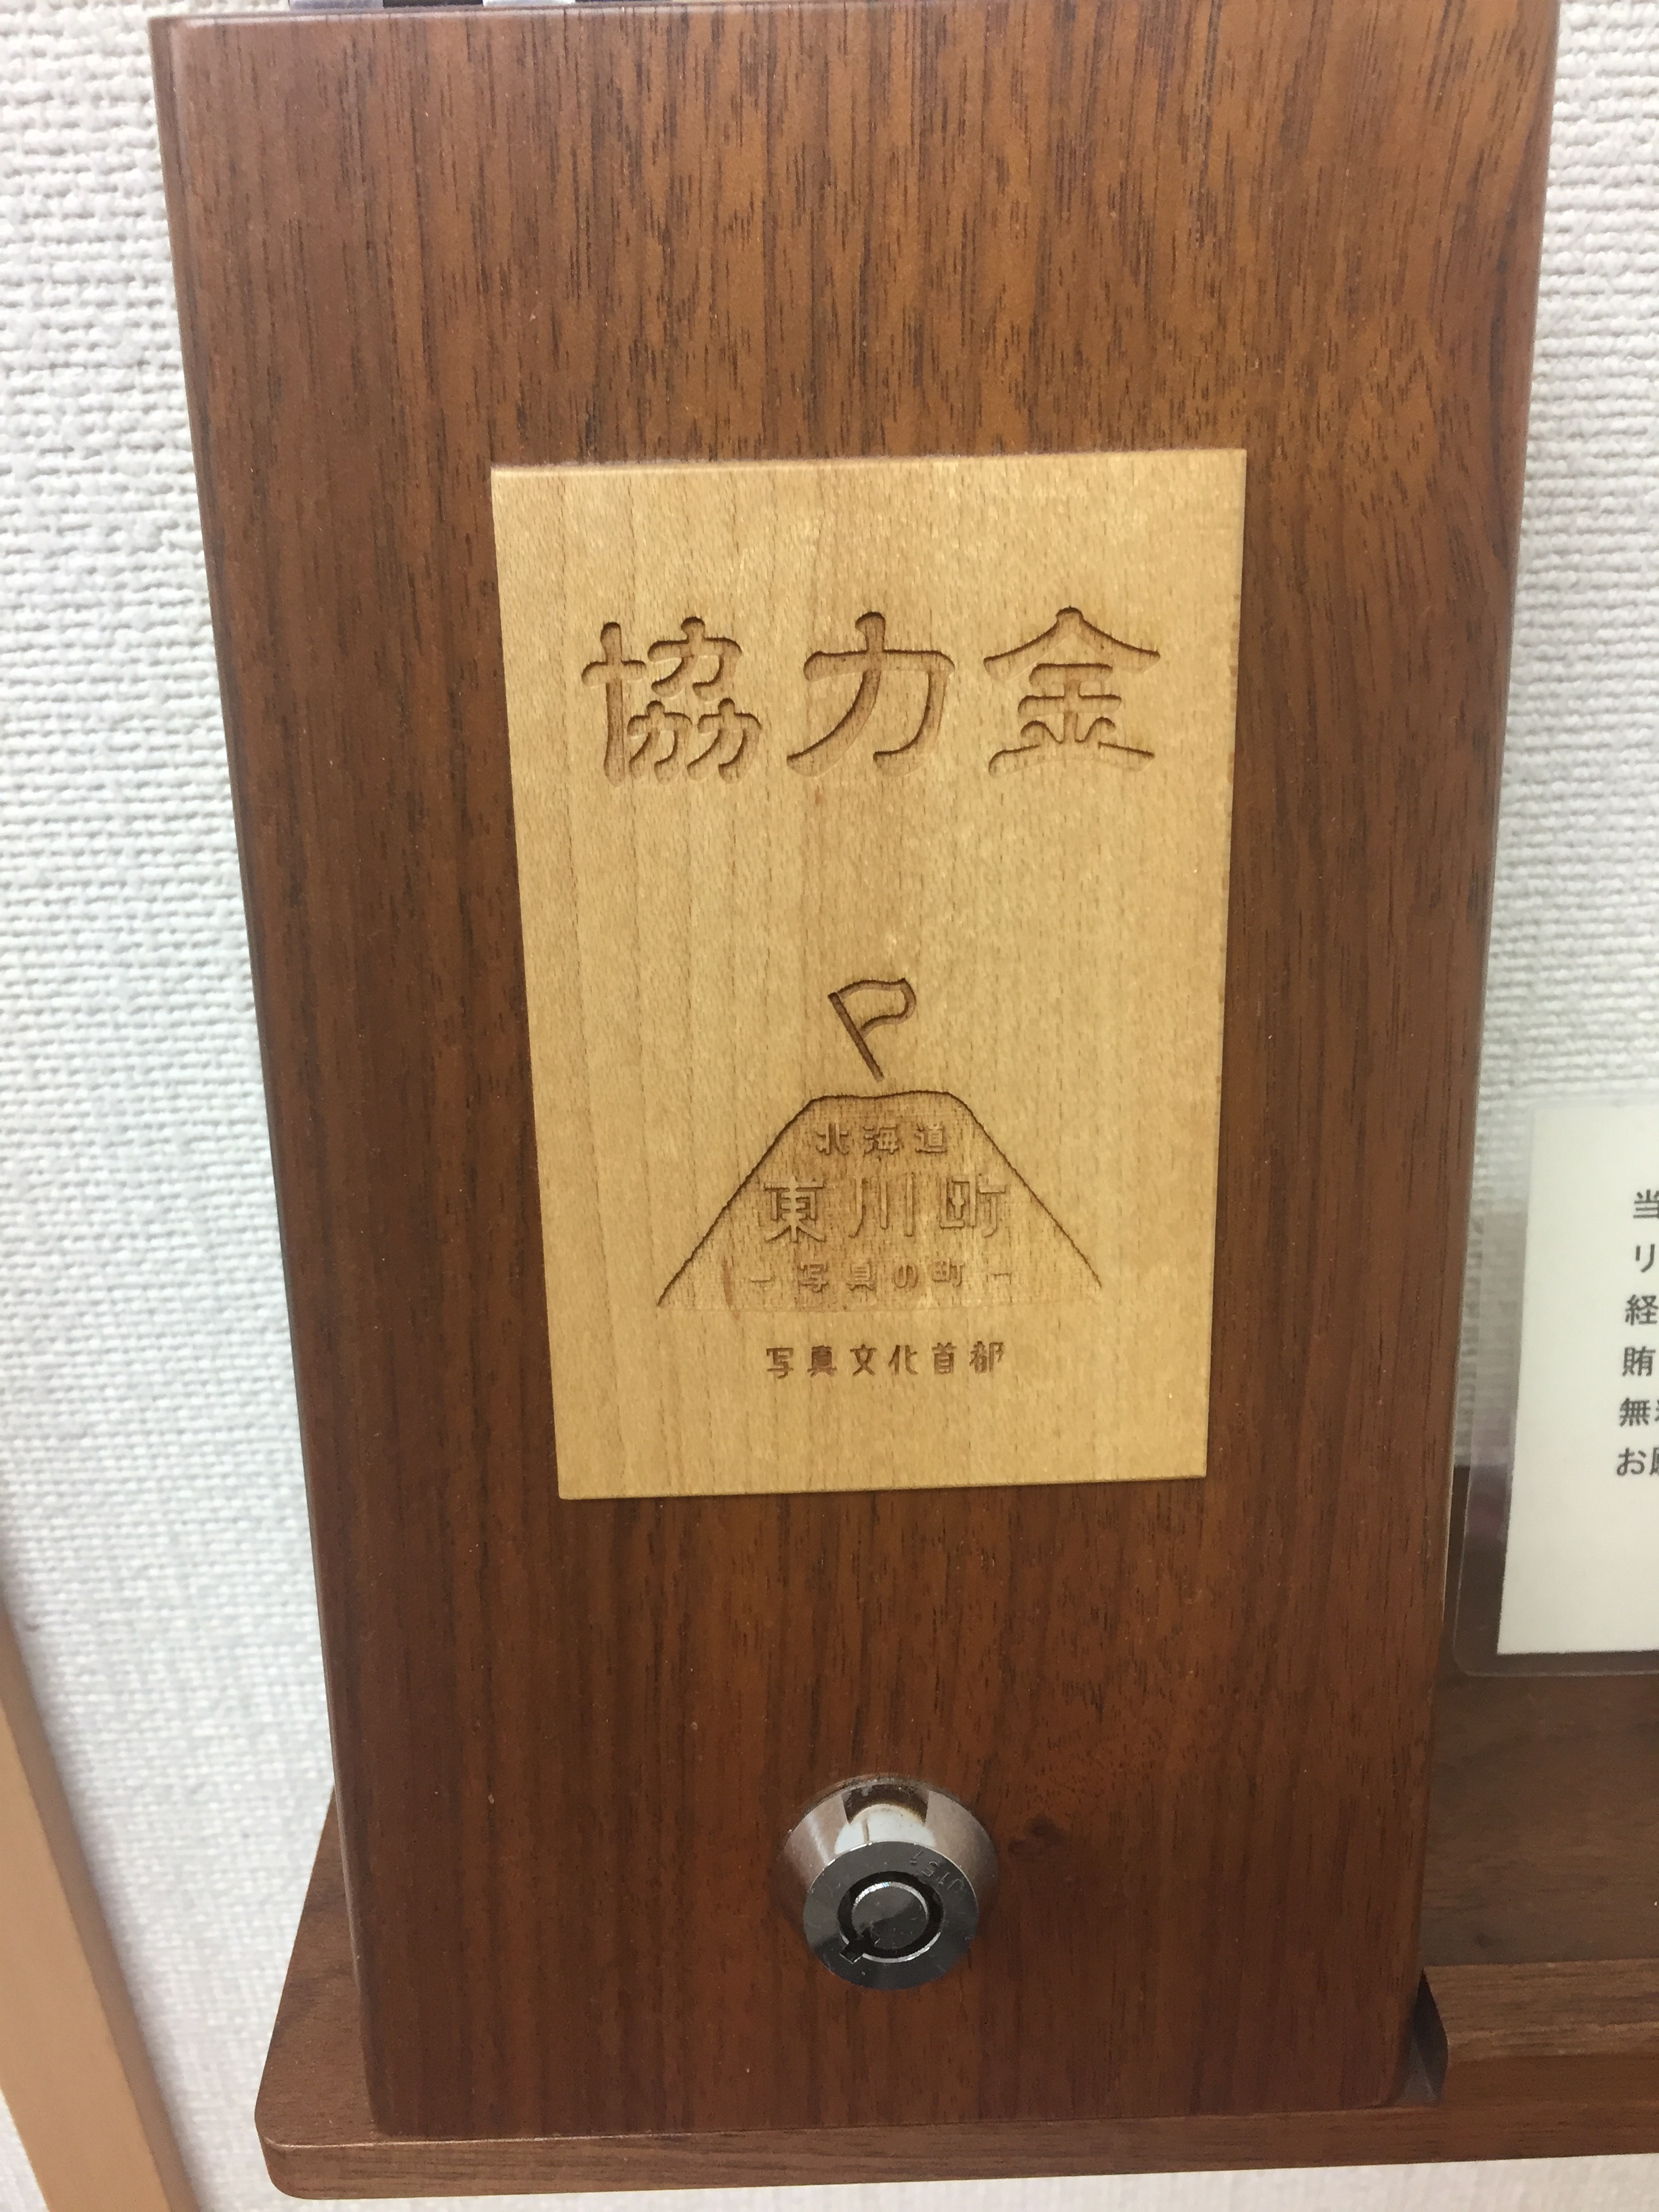 協力金
北海道
東川町
ー写真の町ー
写真文化首都
当
リ
経
賄
無
お願
J151